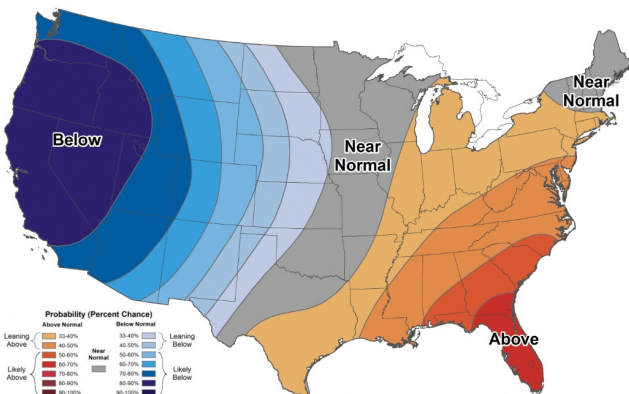 Below
Near
Normal
Near
Normal
Above
Probability (Percent Chance)
Above Normal
Below Normal
Leaning
Above
Likely
Above
33-40%
40-50%
50-60%
60-70%
70-80%
80-90%
90-100%
Near
Normal
33-40%
40-50%
50-60%
60-70%
70-80%
80-90%
90-100%
Leaning
Below
Likely
Below